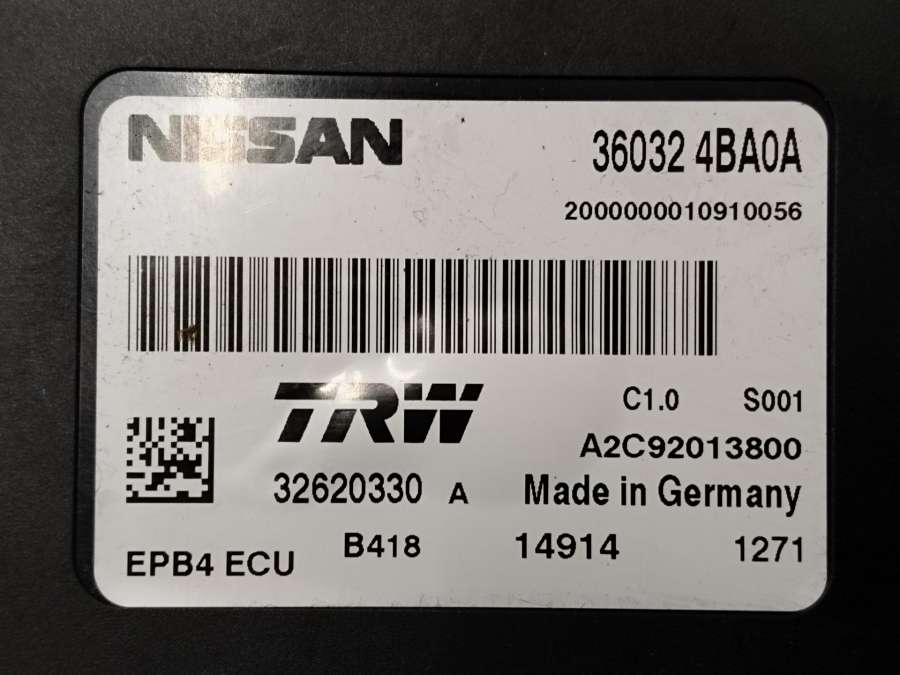 NISSAN
36032 4BA0A
2000000010910056
TRW
C1.0 S001
A2C92013800
32620330 A Made in Germany
EPB4 ECU B418 14914 1271